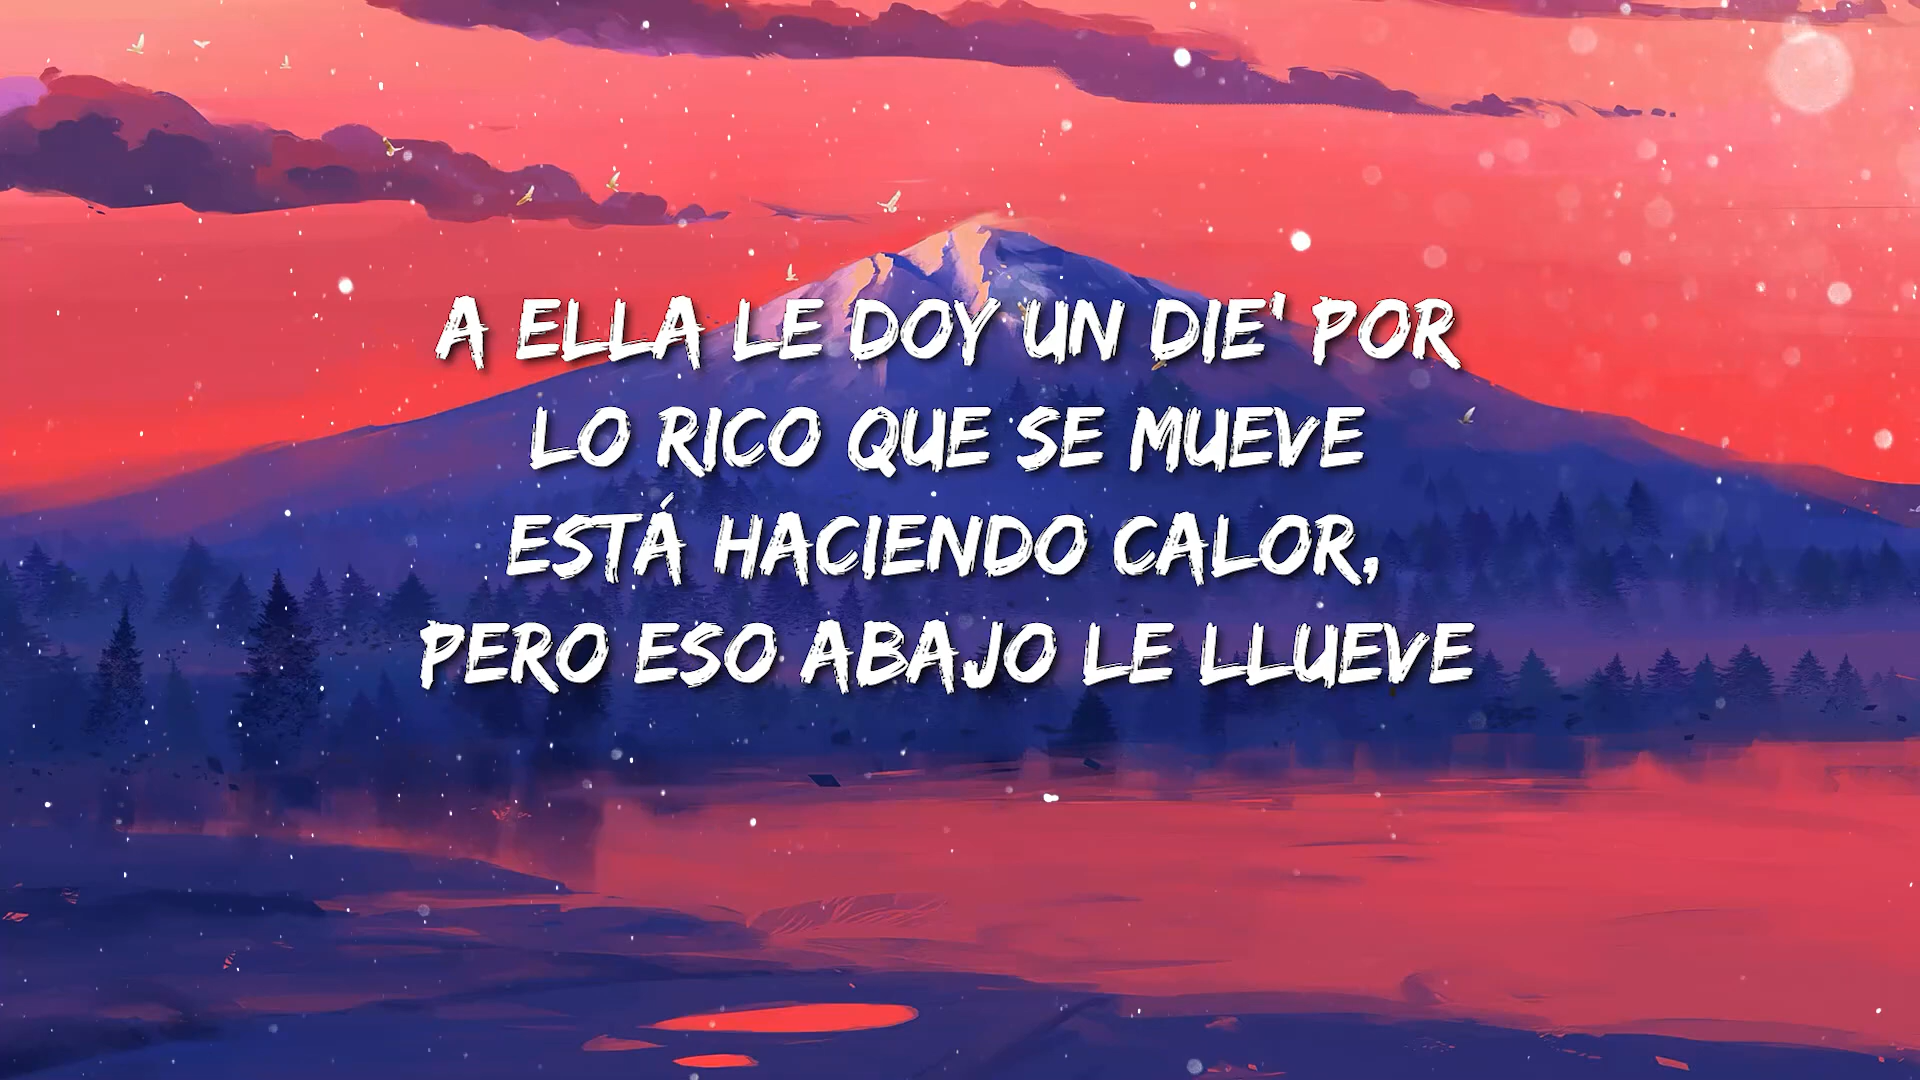 A ELLA LE DOY UN DIE' POR
LO RICO QUE SE MUEVE
ESTÁ HACIENDO CALOR,
PERO ESO ABAJO LE LLUEVE